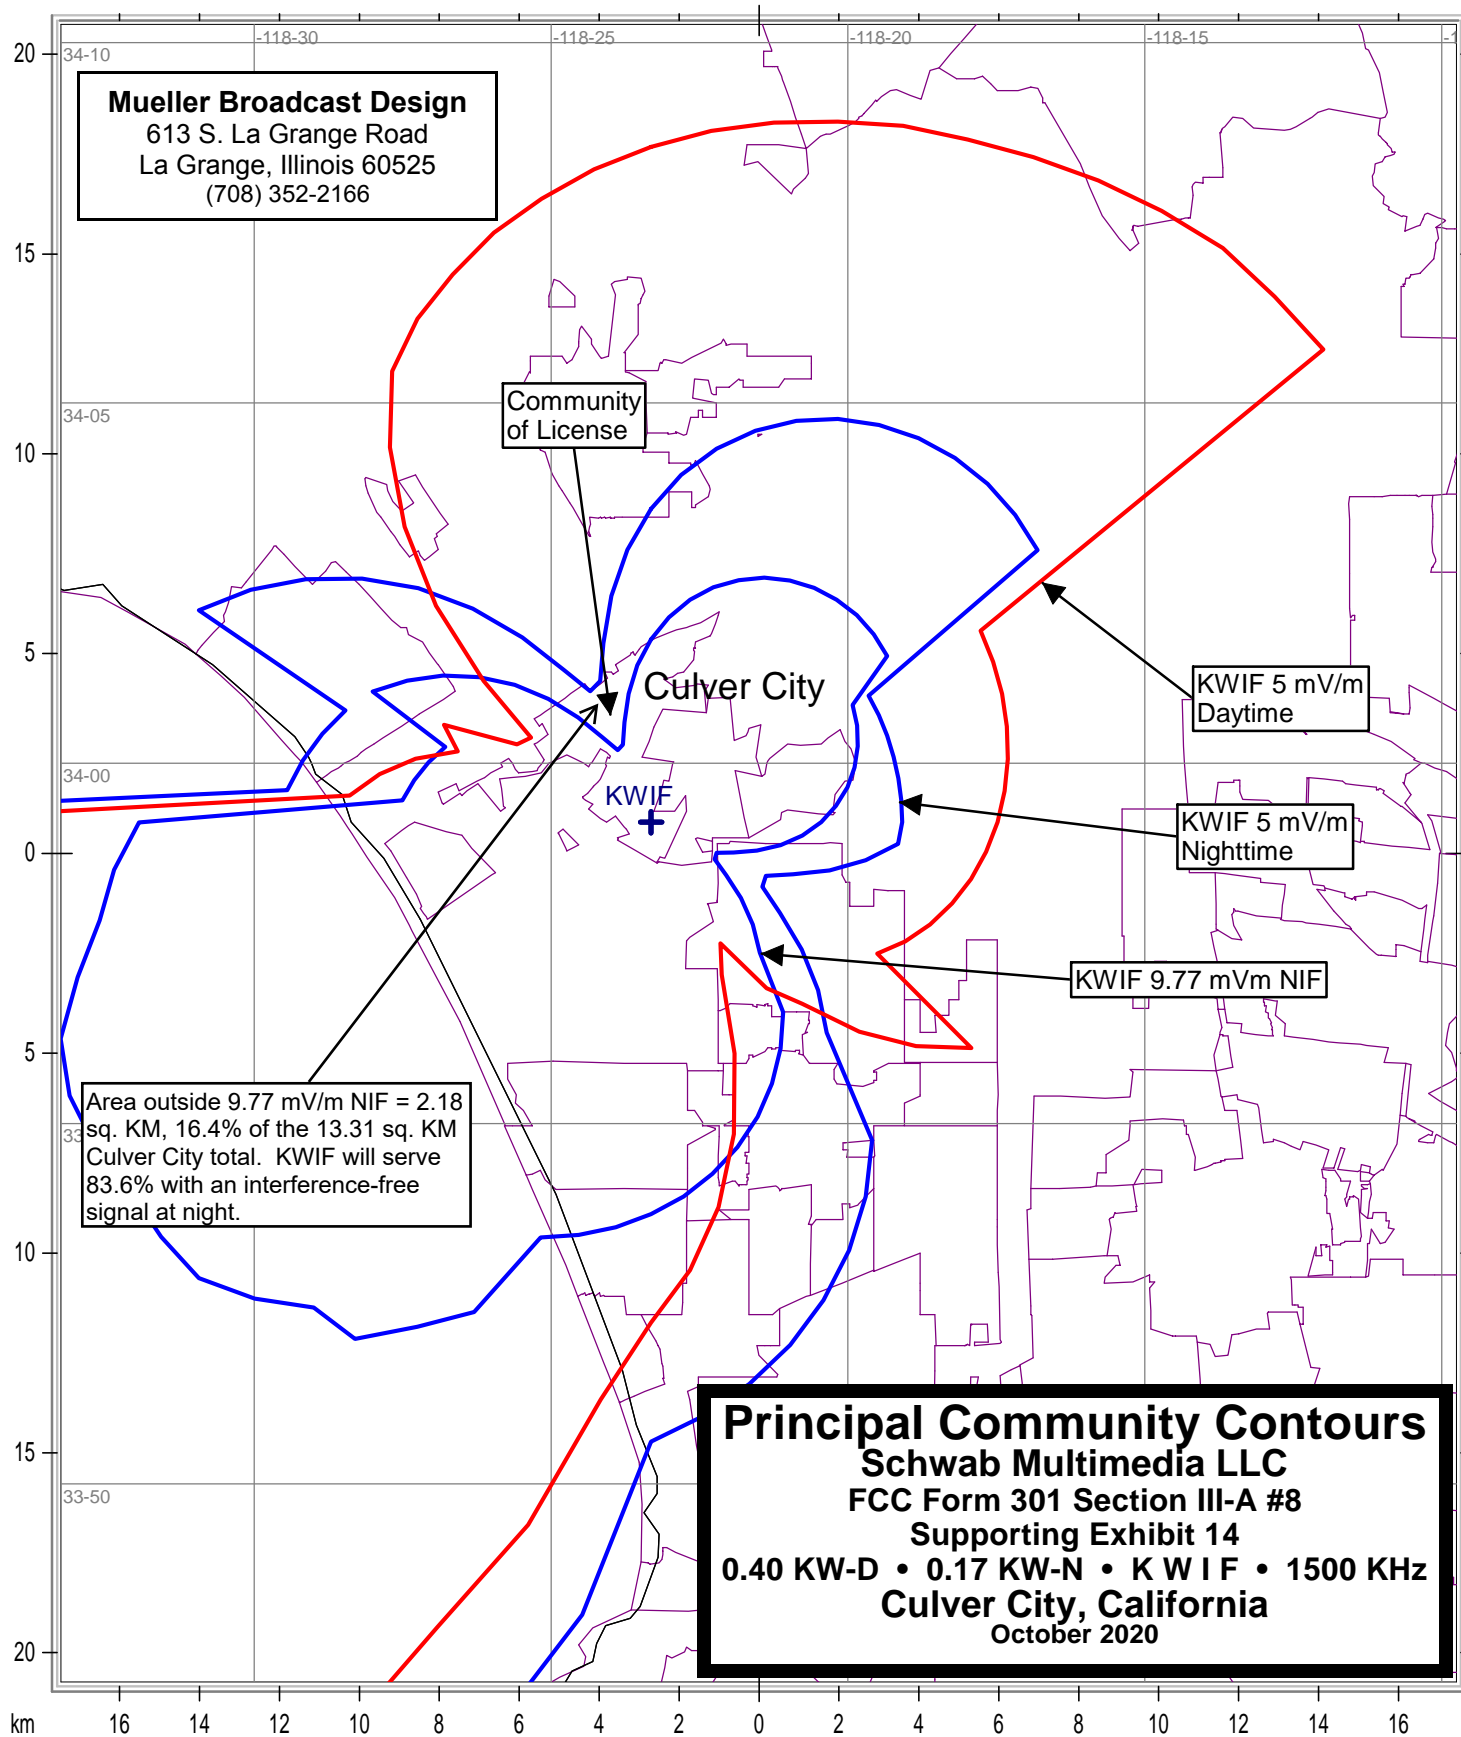 -118-30
-118-25
-118-20
-118-15
20
34-10
Mueller Broadcast Design
613 S. La Grange Road
La Grange, Illinois 60525
(708) 352-2166
15
34-05
Community
of License
10
5
Culver City
KWIF 5 mV/m
Daytime
34-00
KWIF
KWIF 5 mV/m
Nighttime
0
KWIF 9.77 mVm NIF
5
Area outside 9.77 mV/m NIF = 2.18
sq. KM, 16.4% of the 13.31 sq. KM
Culver City total. KWIF will serve
83.6% with an interference-free
signal at night.
10
15
33-50
Principal Community Contours
Schwab Multimedia LLC
FCC Form 301 Section III-A #8
Supporting Exhibit 14
0.40 KW-D • 0.17 KW-N • K W I F • 1500 KHz
Culver City, California
October 2020
20
km 16 14 12 10 8 6 4 2 0 2 4 6 8 10 12 14 16